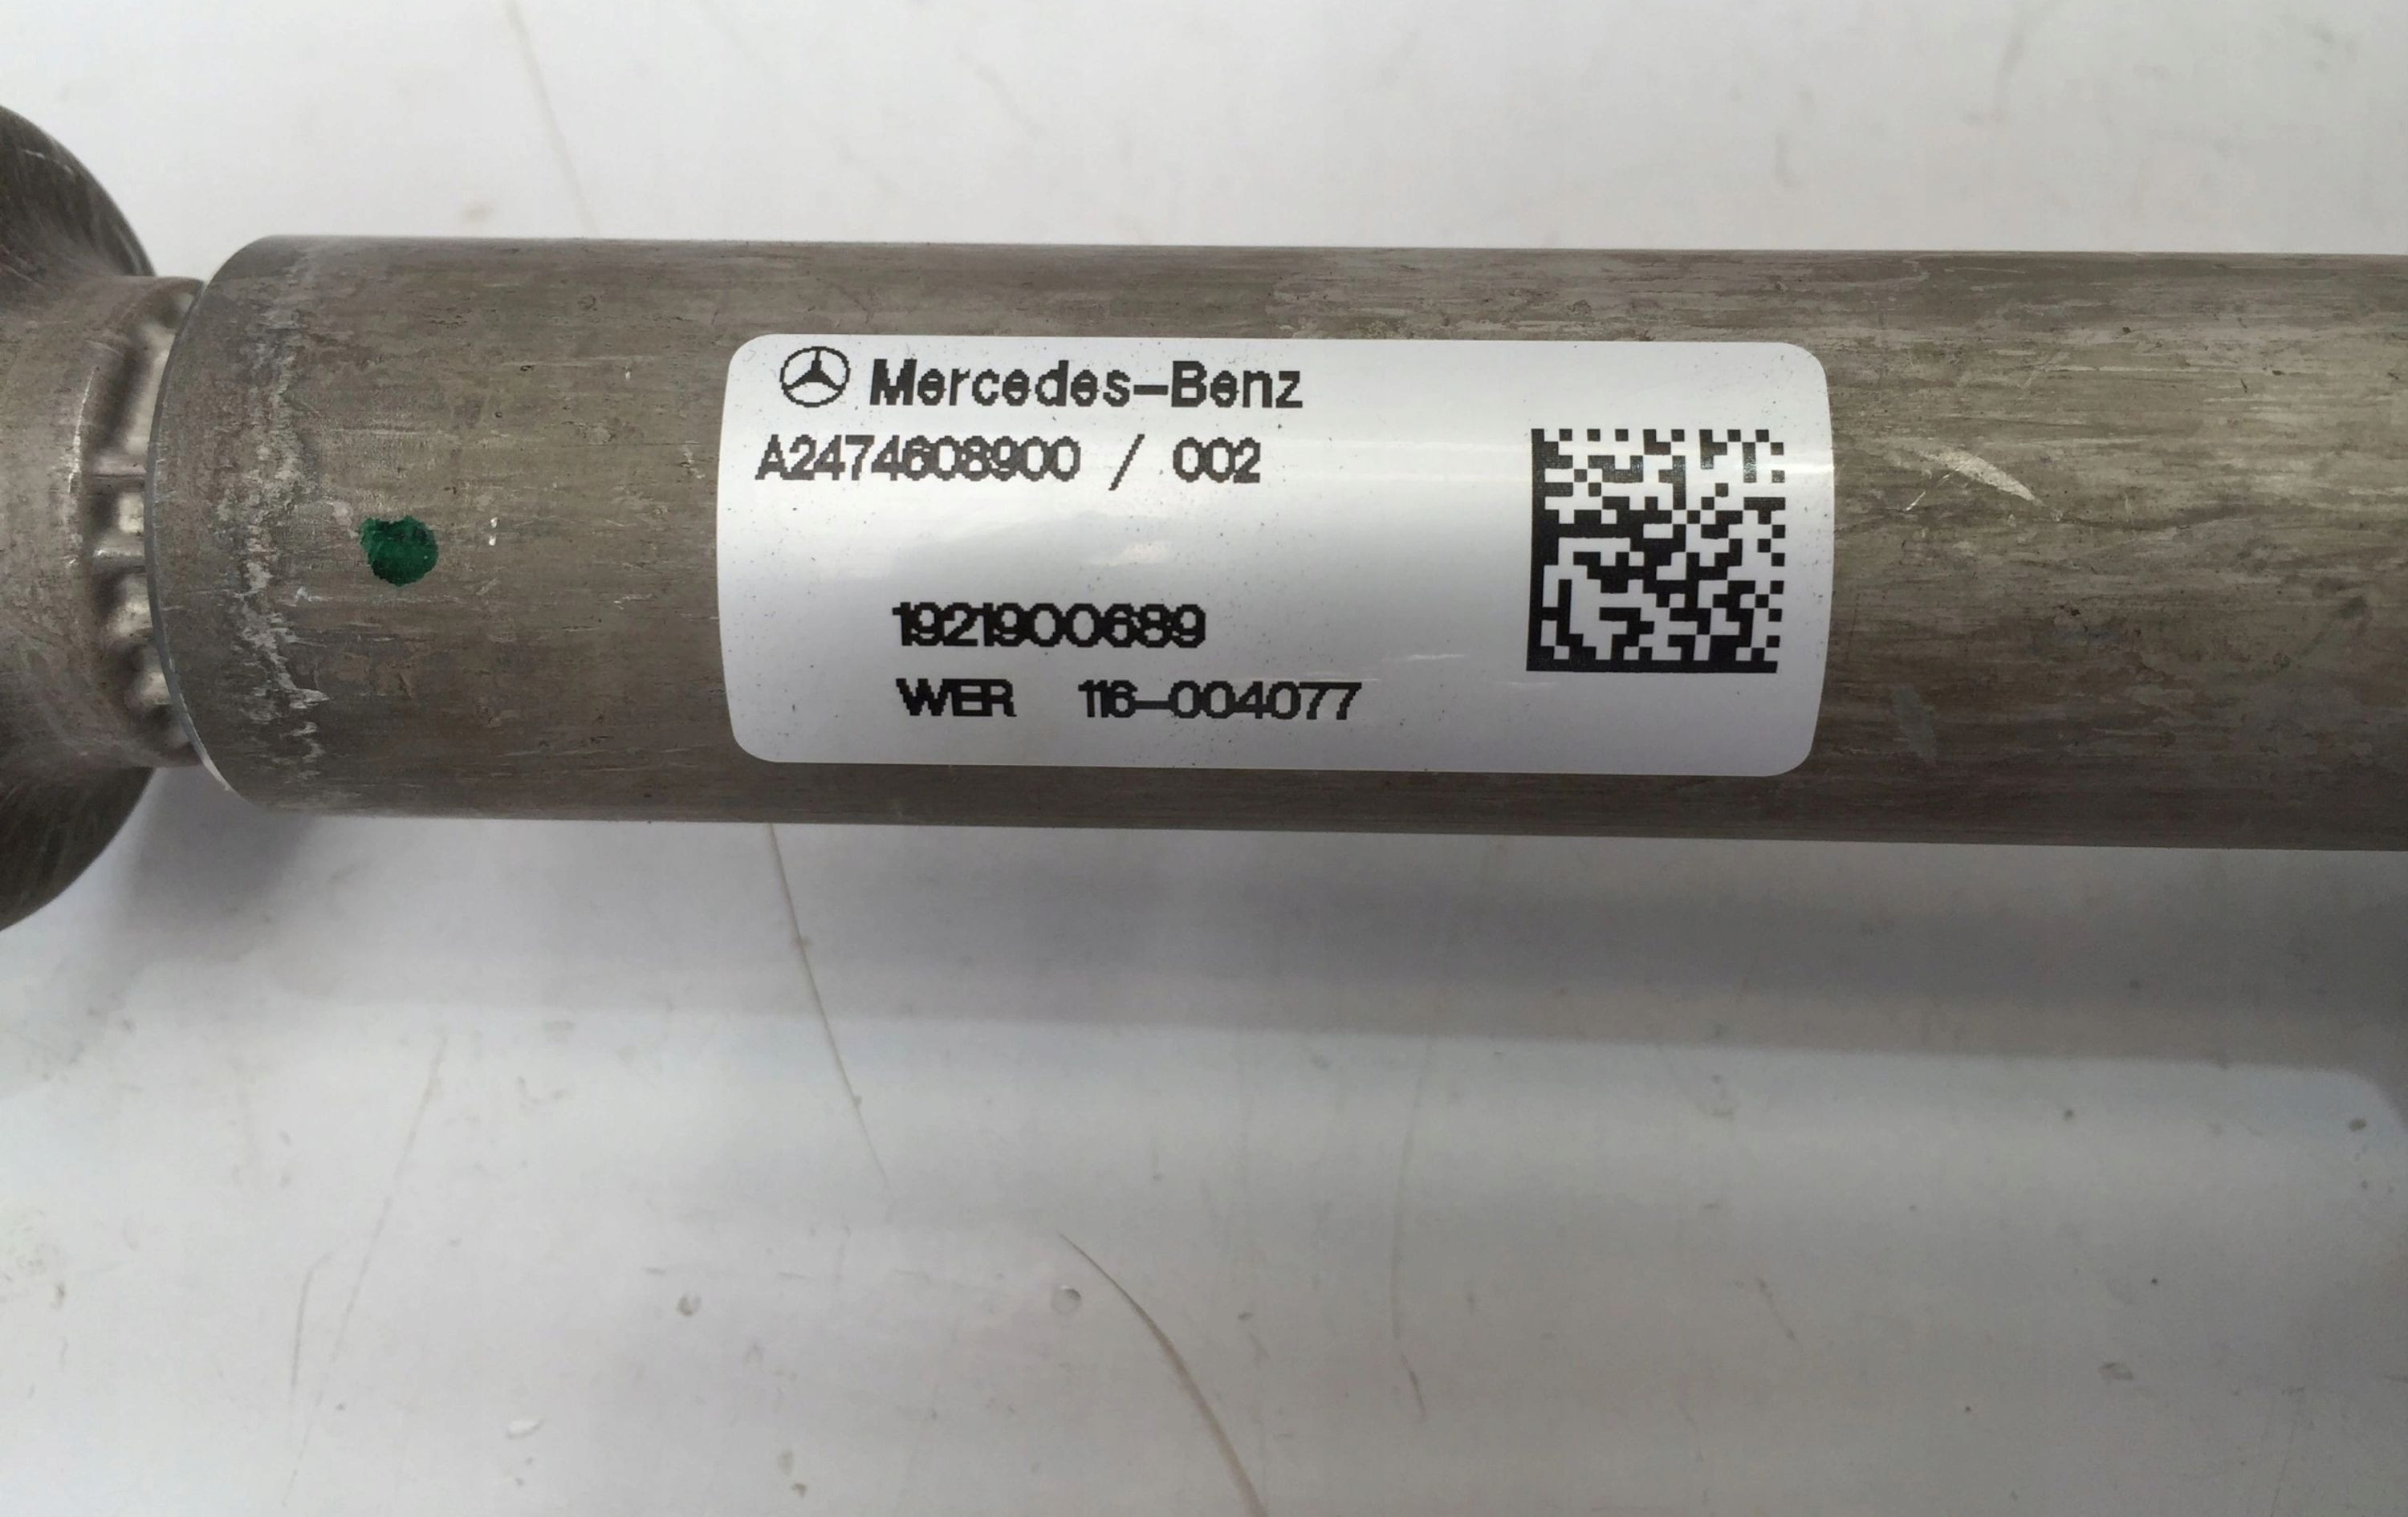 Mercedes-Benz
A2474608900 / 002
1921900689
WER 116-004077